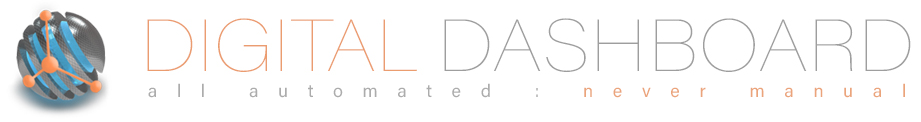 DIGITAL DASHBOARD
all automated : never manual